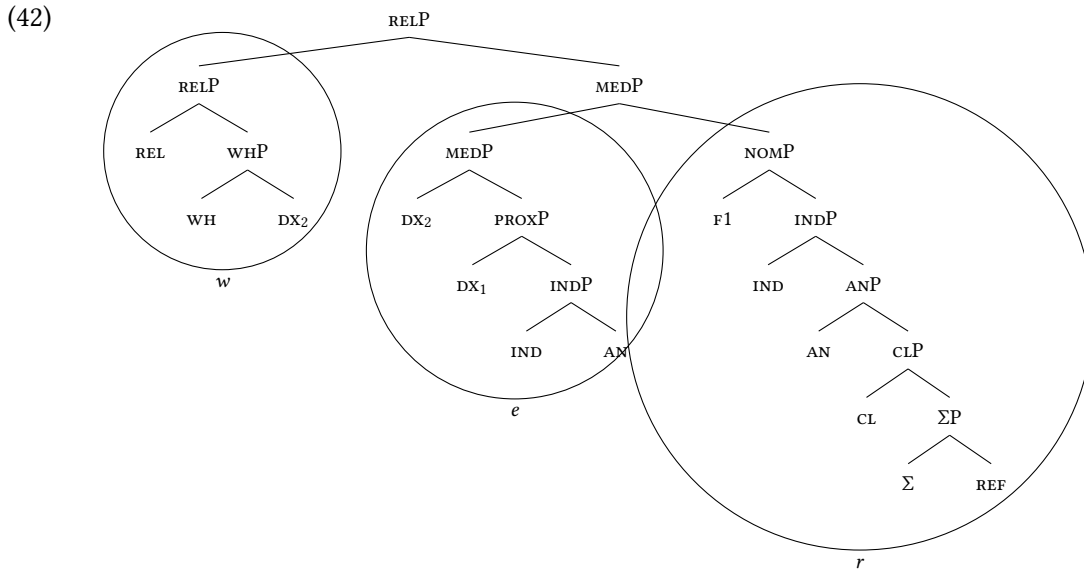 (42) RELP
RELP MEDP
REL WHP MEDP NOMP
WH DX₂ DX₂ PROXP F1 INDP
w DX₁ INDP IND ANP
IND AN AN CLP
e CL ΣP
Σ REF
r